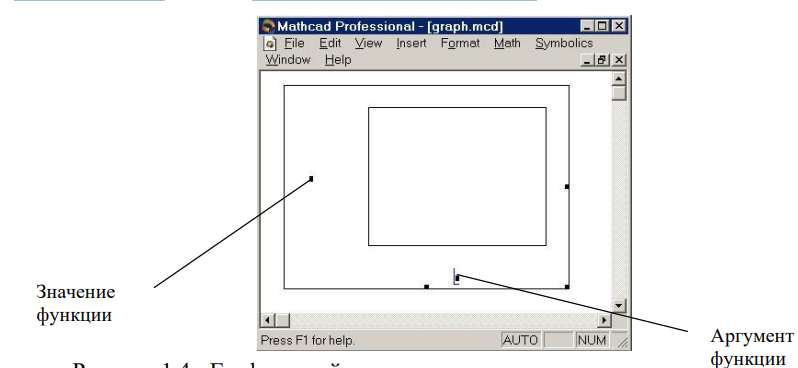 Mathcad Professional - [graph.mcd]
File Edit View Insert Format Math Symbolics
Window Help
Значение
функции
Press F1 for help. AUTO NUM
Аргумент
функции